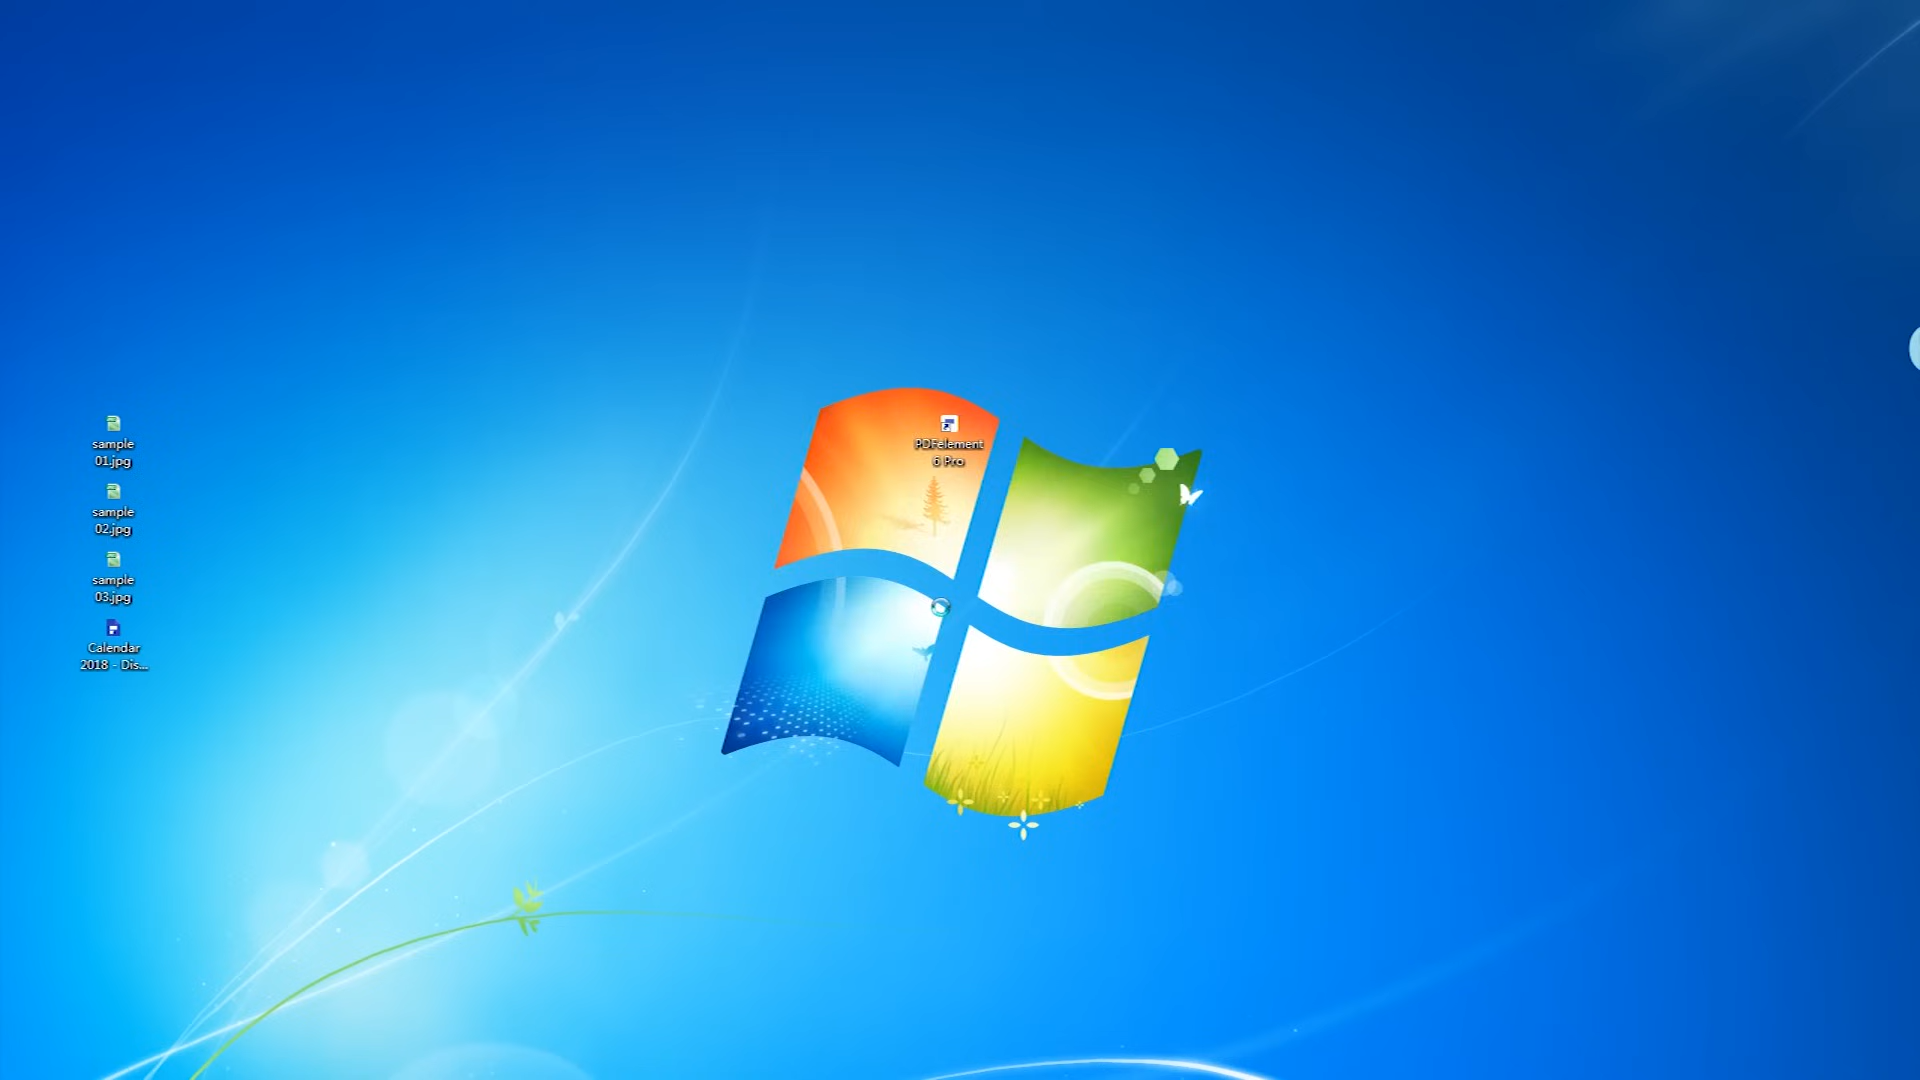 sample
01.jpg
sample
02.jpg
sample
03.jpg
Calendar
2018 - Dis...
PDFelement
6 Pro